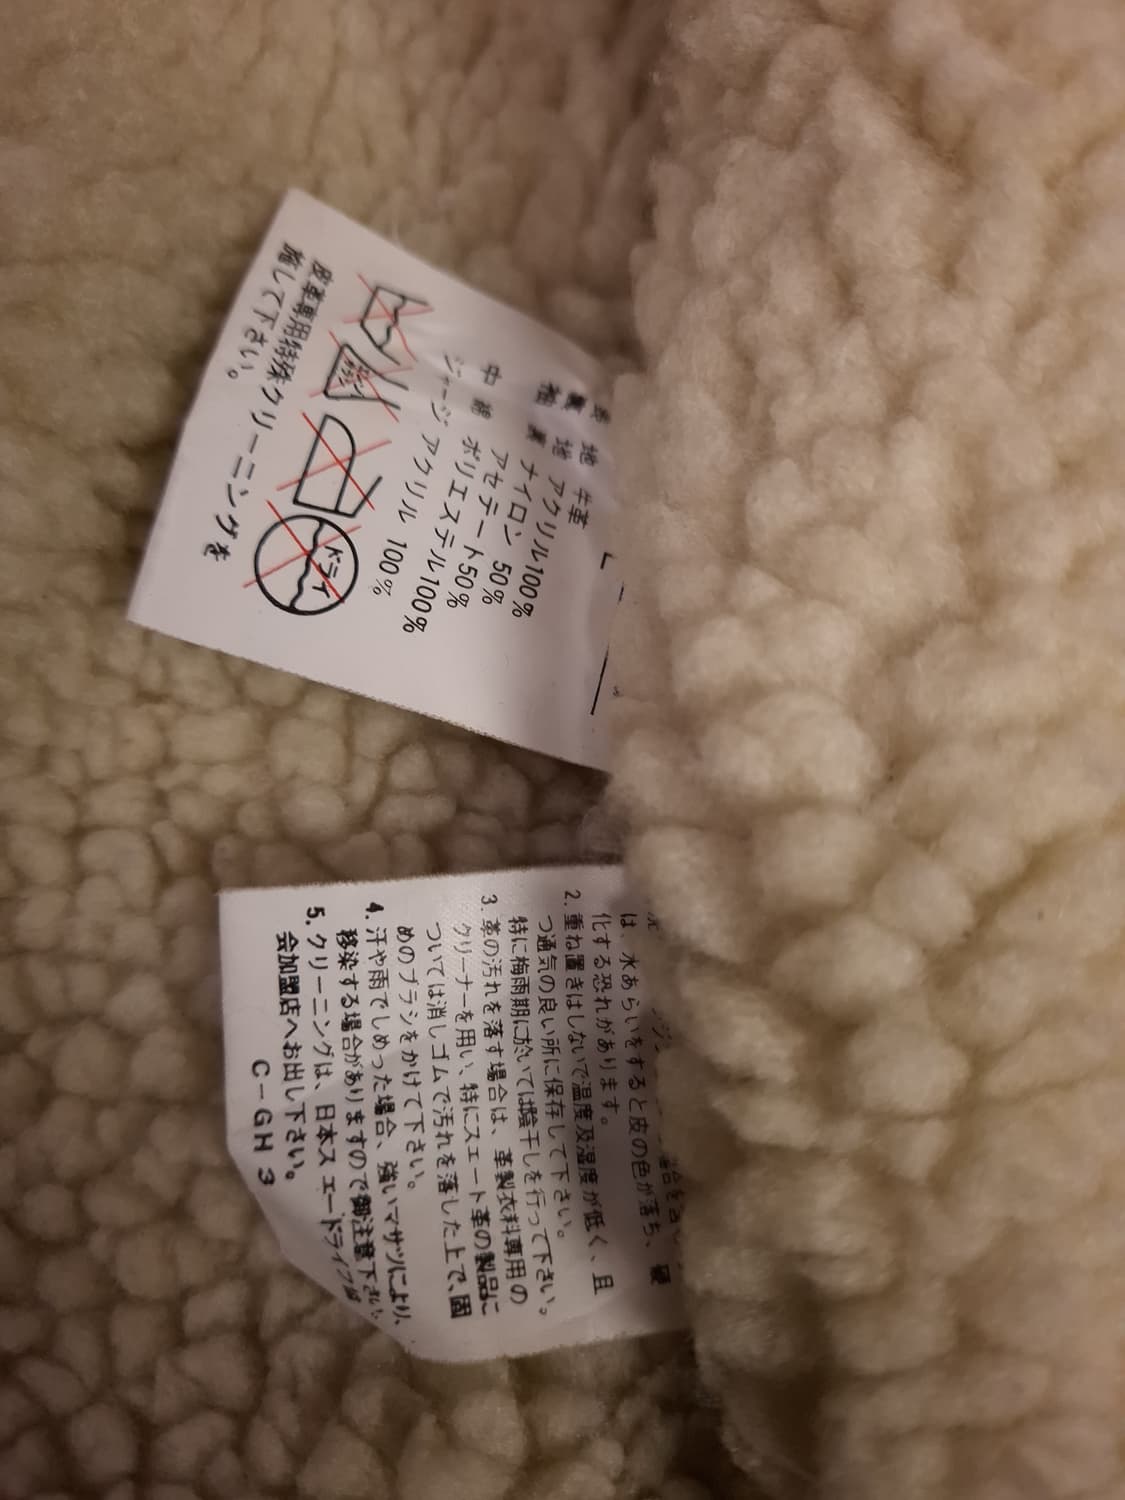 表地 牛革
裏地 アクリル100%
袖裏 ナイロン 50%
アセテート50%
中綿 ポリエステル100%
ジャージ アクリル 100%
ドライ
皮革専用特殊クリーニングを
施して下さい。
は、水あらいをすると皮の色が落ち、硬
化する恐れがあります。
2. 重ね置きはしないで温度及湿度が低く、且
つ通気の良い所に保存して下さい。
特に梅雨期に於いては陰干しを行って下さい。
3. 革の汚れを落す場合は、革製衣料専用の
クリーナーを用い、特にスエード革の製品に
ついては消しゴムで汚れを落した上で、固
めのブラシをかけて下さい。
4. 汗や雨でしめった場合、強いマサツにより、
移染する場合がありますので御注意下さい。
5. クリーニングは、日本スエードライフ
会加盟店へお出し下さい。
C-GH 3